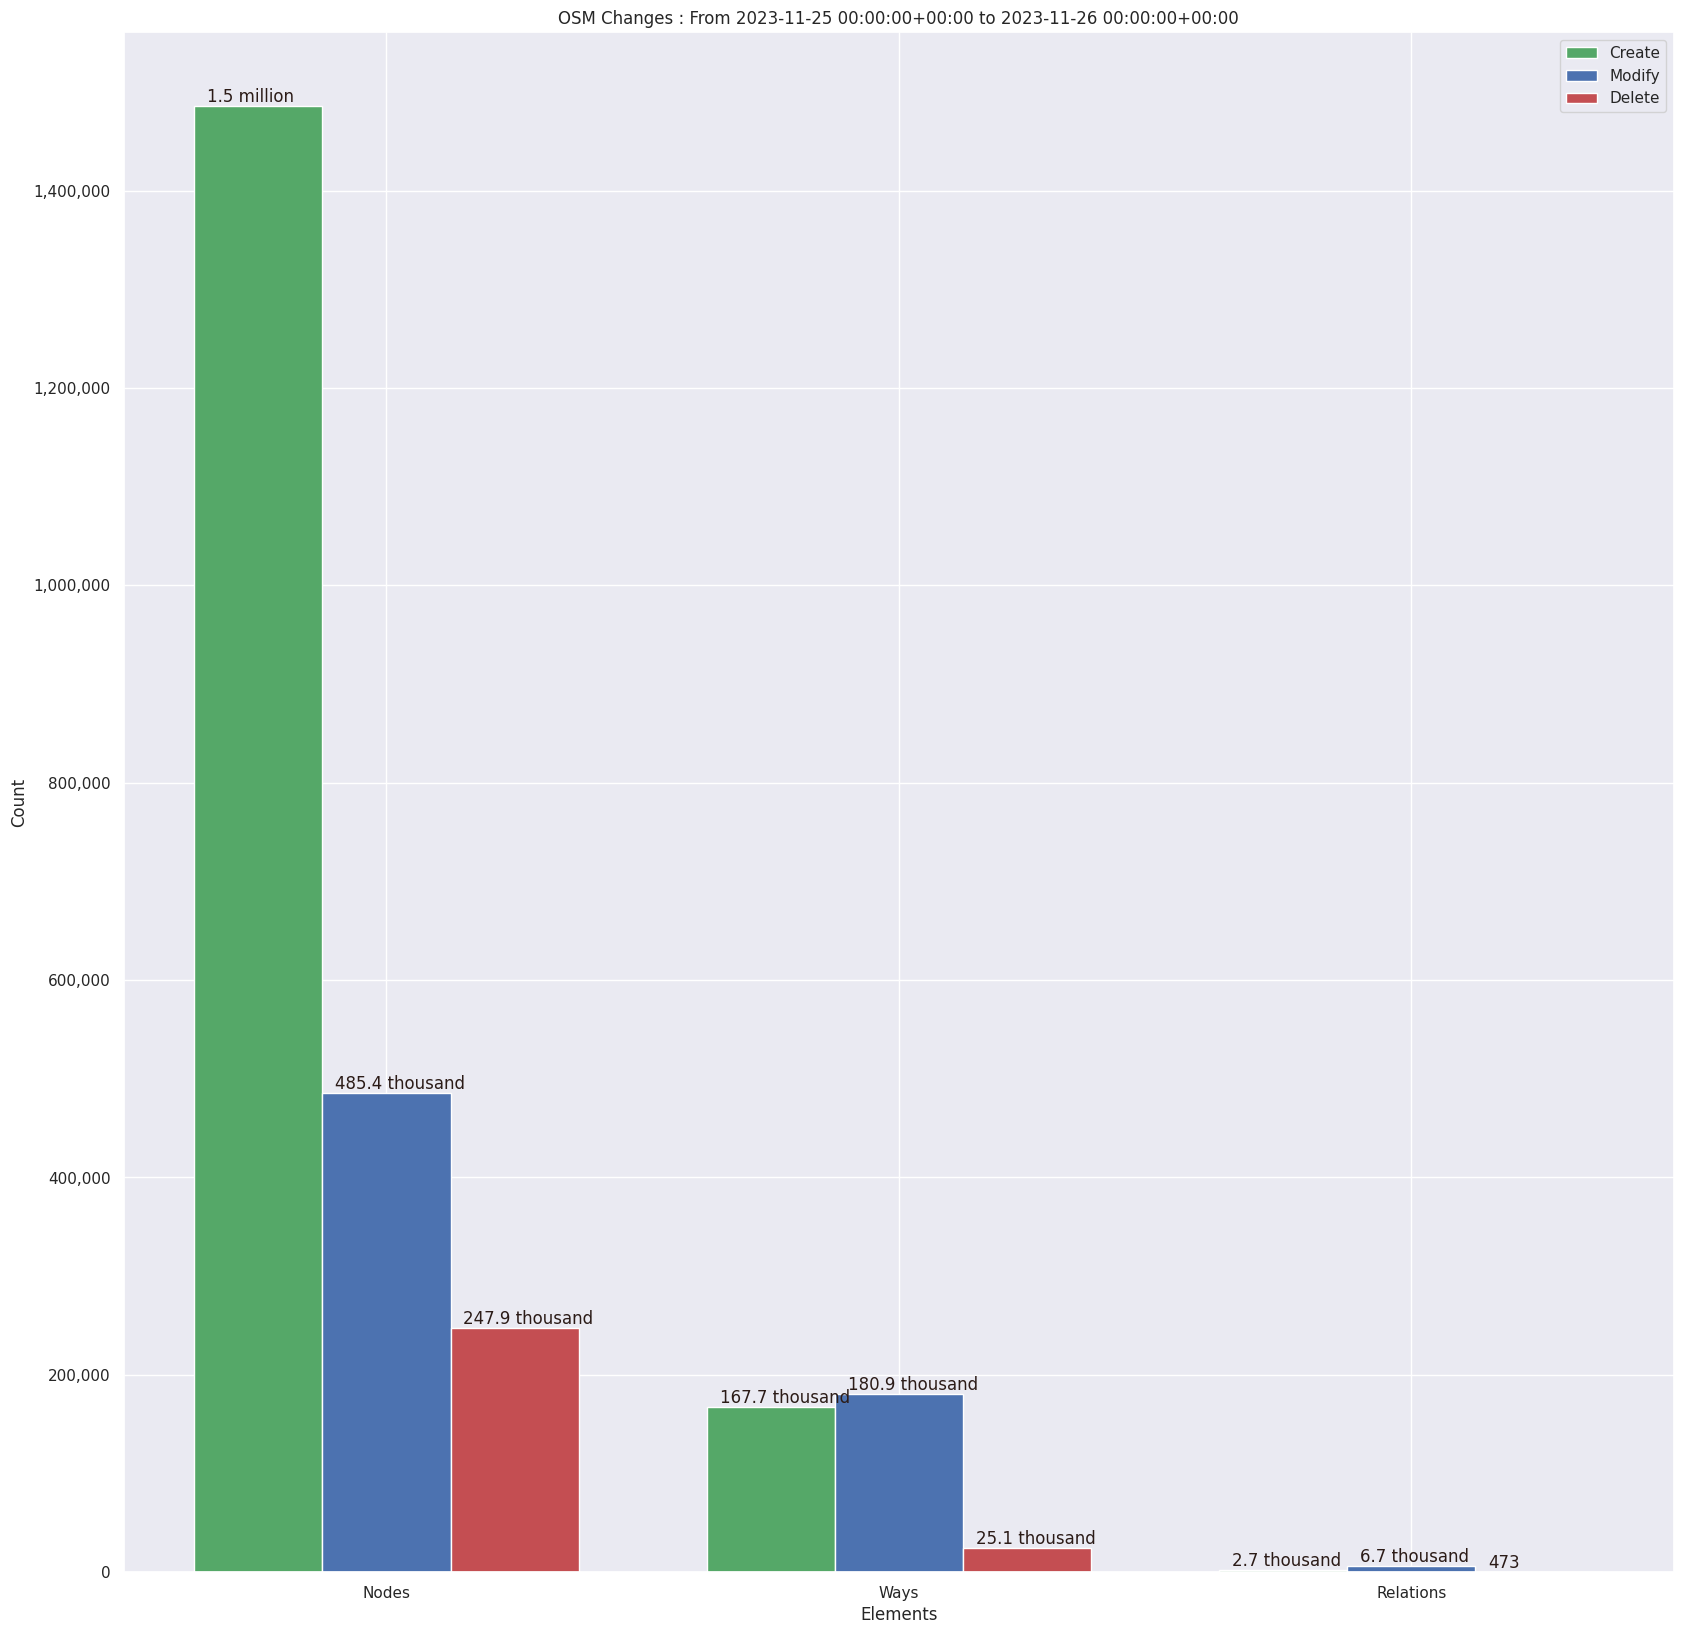 OSM Changes : From 2023-11-25 00:00:00+00:00 to 2023-11-26 00:00:00+00:00
Create
Modify
Delete
1.5 million
1,400,000
1,200,000
1,000,000
800,000
Count
600,000
485.4 thousand
400,000
247.9 thousand
200,000
167.7 thousand
180.9 thousand
25.1 thousand
2.7 thousand
6.7 thousand
473
0
Nodes
Ways
Relations
Elements